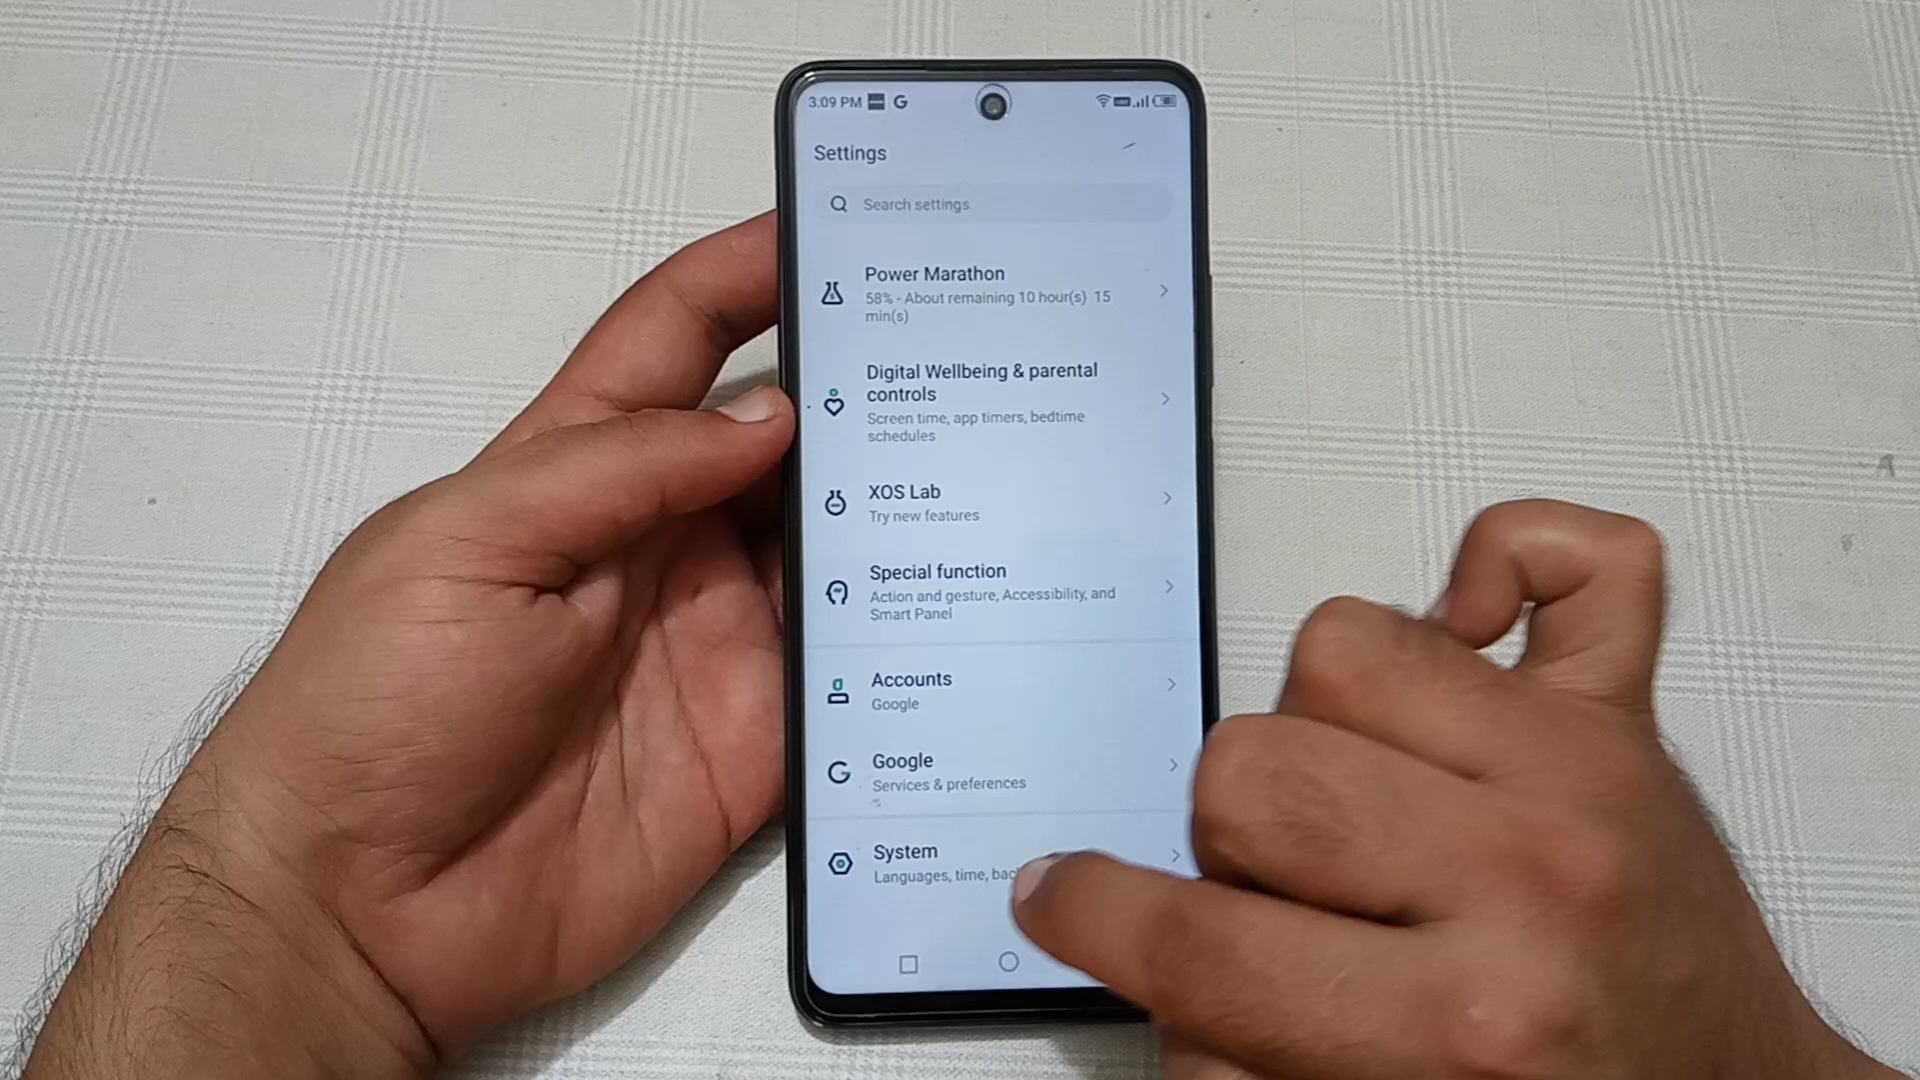 3:09 PM G
Settings
Search settings
Power Marathon
58% - About remaining 10 hour(s) 15
min(s)
Digital Wellbeing & parental
controls
Screen time, app timers, bedtime
schedules
XOS Lab
Try new features
Special function
Action and gesture, Accessibility, and
Smart Panel
Accounts
Google
Google
Services & preferences
System
Languages, time, bac